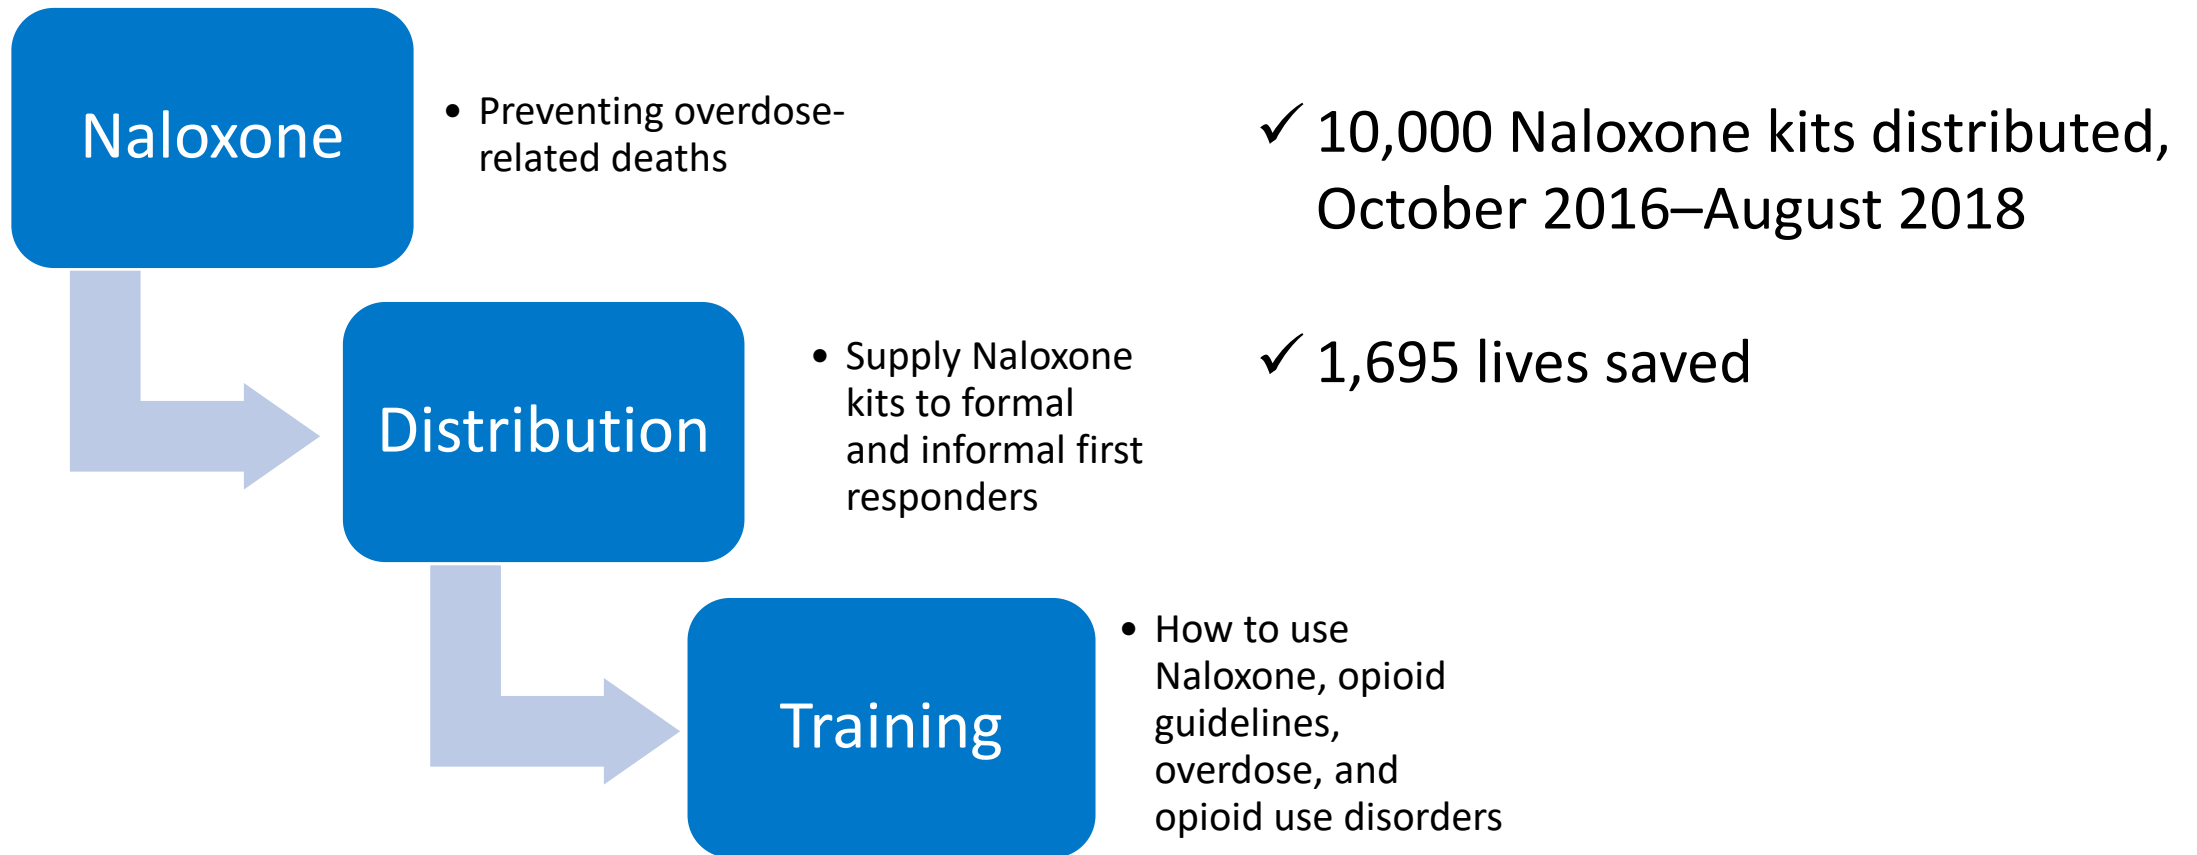 Naloxone
• Preventing overdose-
related deaths
Distribution
• Supply Naloxone
kits to formal
and informal first
responders
Training
• How to use
Naloxone, opioid
guidelines,
overdose, and
opioid use disorders
✓ 10,000 Naloxone kits distributed,
October 2016–August 2018
✓ 1,695 lives saved